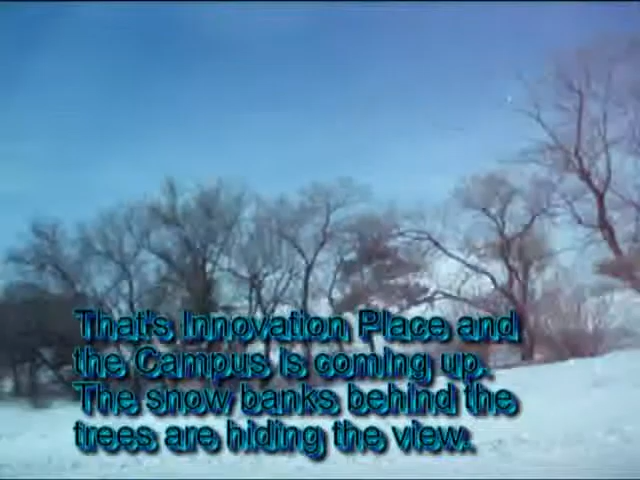 That's Innovation Place and
the Campus is coming up.
The snow banks behind the
trees are hiding the view.